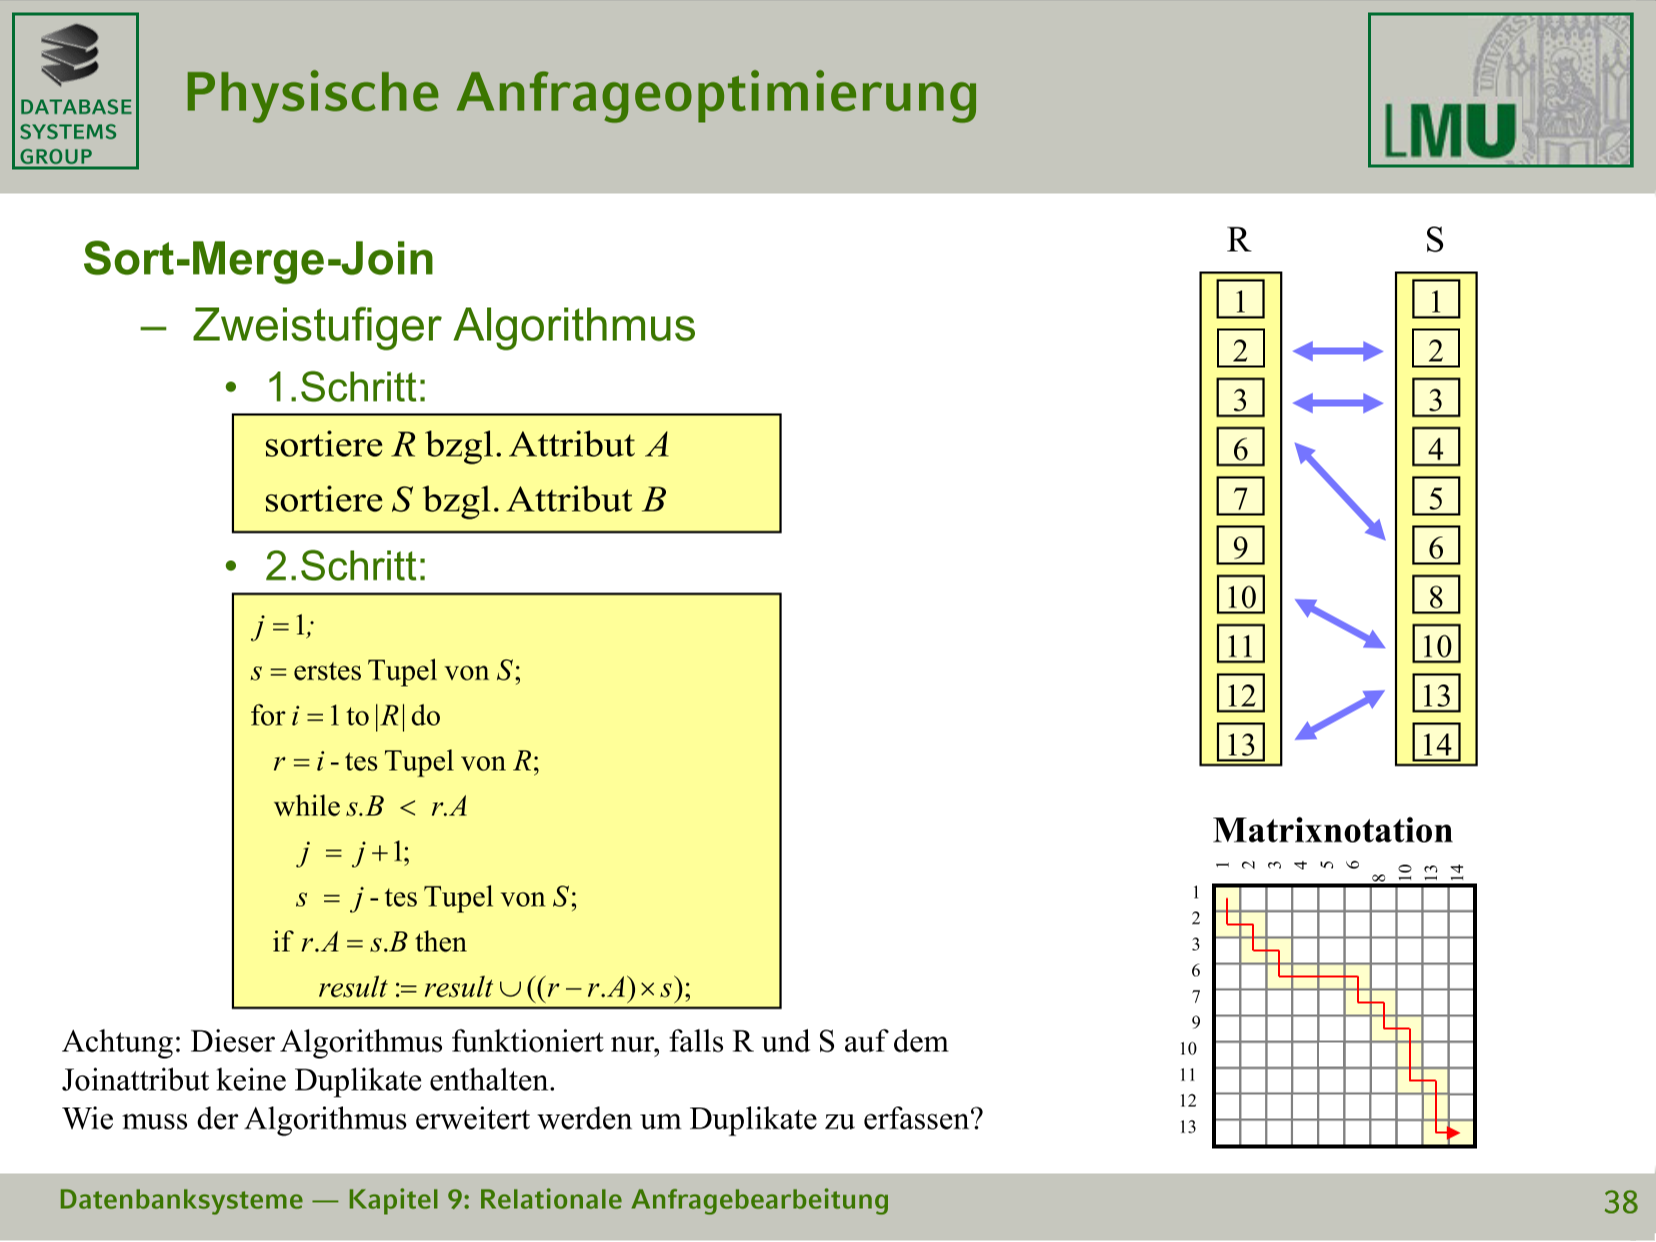 DATABASE
SYSTEMS
GROUP
Physische Anfrageoptimierung
LMU
Sort-Merge-Join
– Zweistufiger Algorithmus
• 1.Schritt:
sortiere R bzgl. Attribut A
sortiere S bzgl. Attribut B
• 2.Schritt:
j = 1;
s = erstes Tupel von S;
for i = 1 to |R| do
r = i - tes Tupel von R;
while s.B < r.A
j = j + 1;
s = j - tes Tupel von S;
if r.A = s.B then
result := result ∪ ((r − r.A) × s);
Achtung: Dieser Algorithmus funktioniert nur, falls R und S auf dem
Joinattribut keine Duplikate enthalten.
Wie muss der Algorithmus erweitert werden um Duplikate zu erfassen?
R S
1 1
2 2
3 3
6 4
7 5
9 6
10 8
11 10
12 13
13 14
Matrixnotation
1 2 3 4 5 6 8 10 13 14
1
2
3
6
7
9
10
11
12
13
Datenbanksysteme — Kapitel 9: Relationale Anfragebearbeitung
38